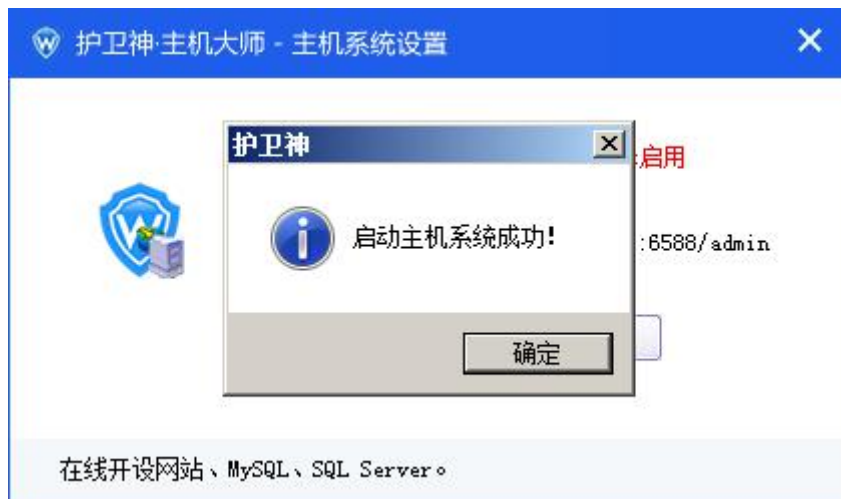 护卫神·主机大师 - 主机系统设置
护卫神
启用
启动主机系统成功!
:6588/admin
确定
在线开设网站、MySQL、SQL Server。